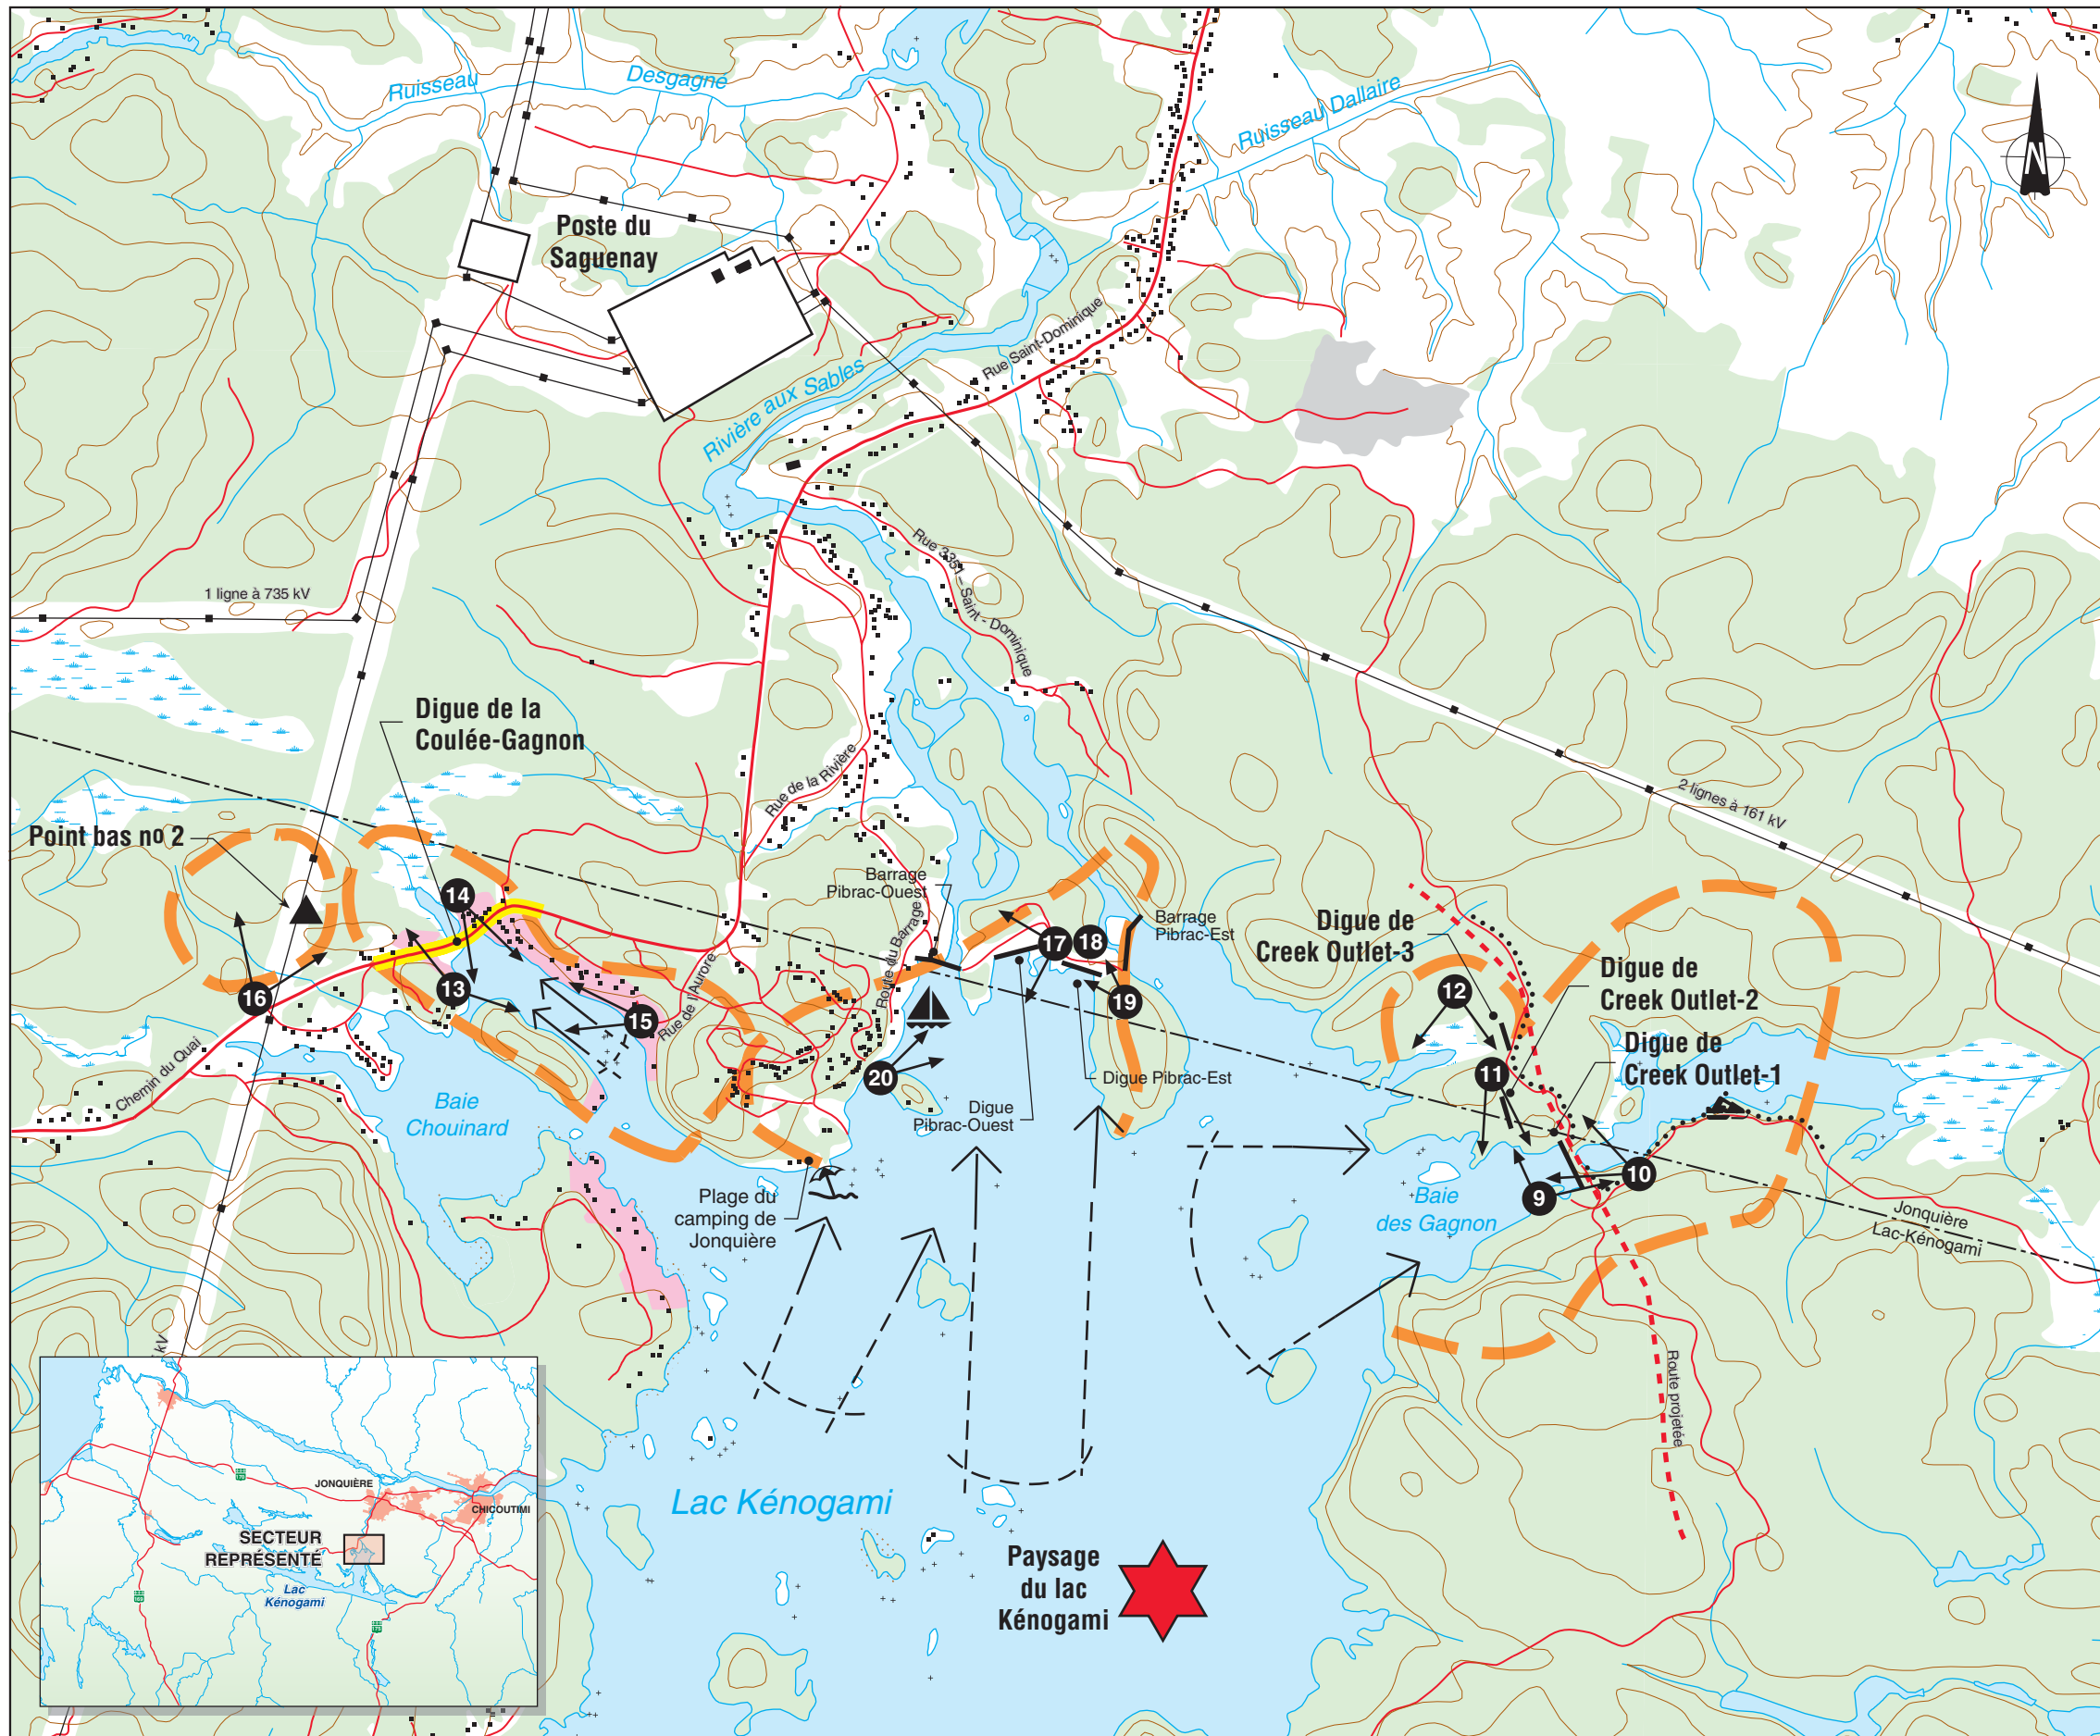 Ruisseau
Desgagné
Ruisseau Dallaire
N
Poste du
Saguenay
Rue Saint-Dominique
Rivière aux Sables
Rue 3351 – Saint - Dominique
1 ligne à 735 kV
Digue de la
Coulée-Gagnon
Rue de la Rivière
2 lignes à 161 kV
Point bas no 2
14
Barrage
Pibrac-Ouest
Route du Barrage
17
18
Barrage
Pibrac-Est
Digue de
Creek Outlet-3
Digue de
Creek Outlet-2
12
13
16
15
Rue de l'Aurore
19
Digue de
Creek Outlet-1
11
20
Digue Pibrac-Est
Chemin du Quai
Baie
Chouinard
Digue
Pibrac-Ouest
10
9
Plage du
camping de
Jonquière
Baie
des Gagnon
Jonquière
Lac-Kénogami
kV
Route projetée
Lac Kénogami
Paysage
du lac
Kénogami
JONQUIÈRE
CHICOUTIMI
SECTEUR
REPRÉSENTÉ
Lac
Kénogami